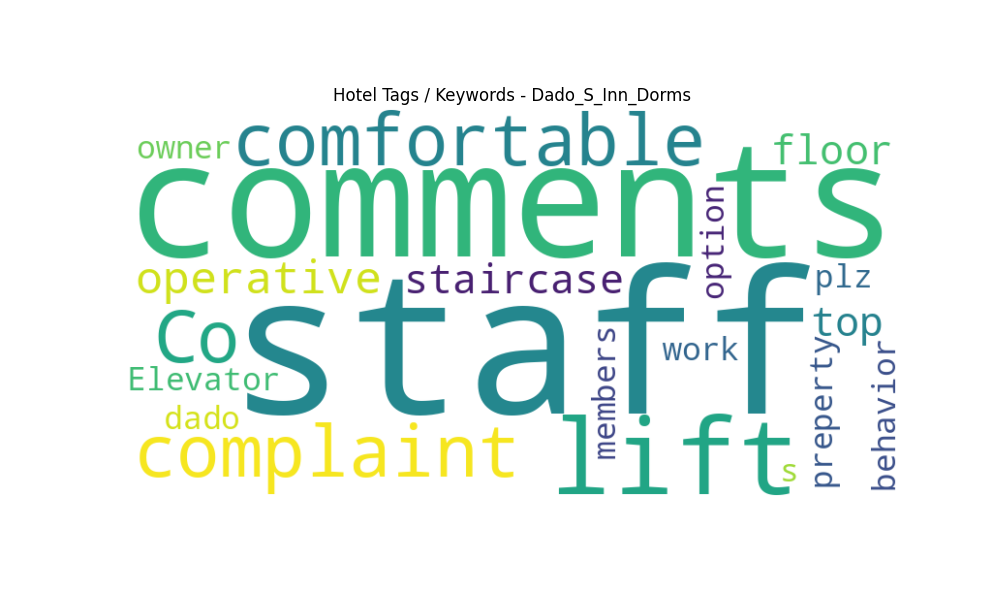 Hotel Tags / Keywords - Dado_S_Inn_Dorms
owner
comfortable
floor
comments
option
operative
staircase
plz
Co
staff
top
members
work
Elevator
preperty
behavior
dado
complaint
lift
s